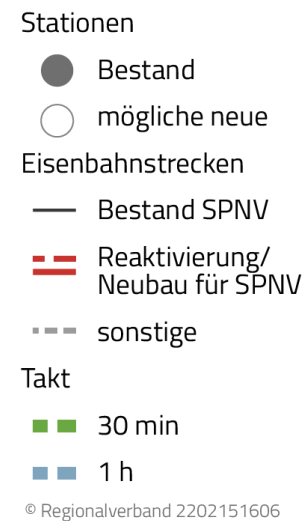 Stationen
Bestand
mögliche neue
Eisenbahnstrecken
Bestand SPNV
Reaktivierung/
Neubau für SPNV
sonstige
Takt
30 min
1 h
© Regionalverband 2202151606